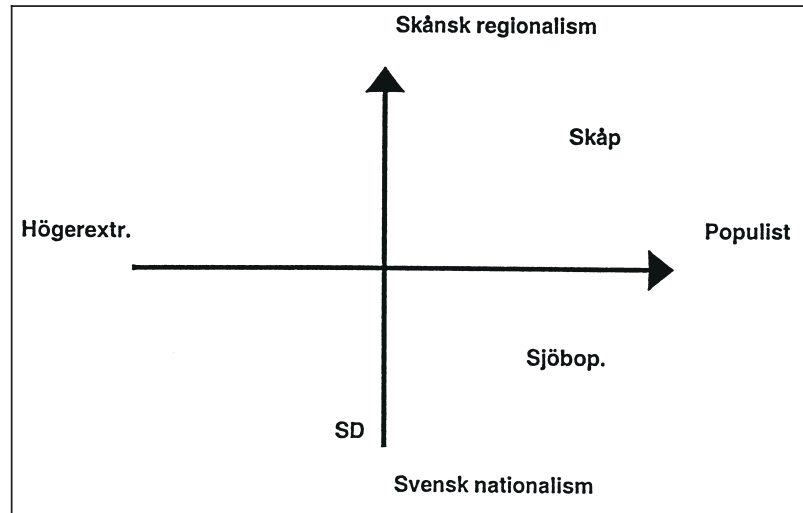 Skånsk regionalism
Skåp
Högerextr.
Populist
Sjöbop.
SD
Svensk nationalism